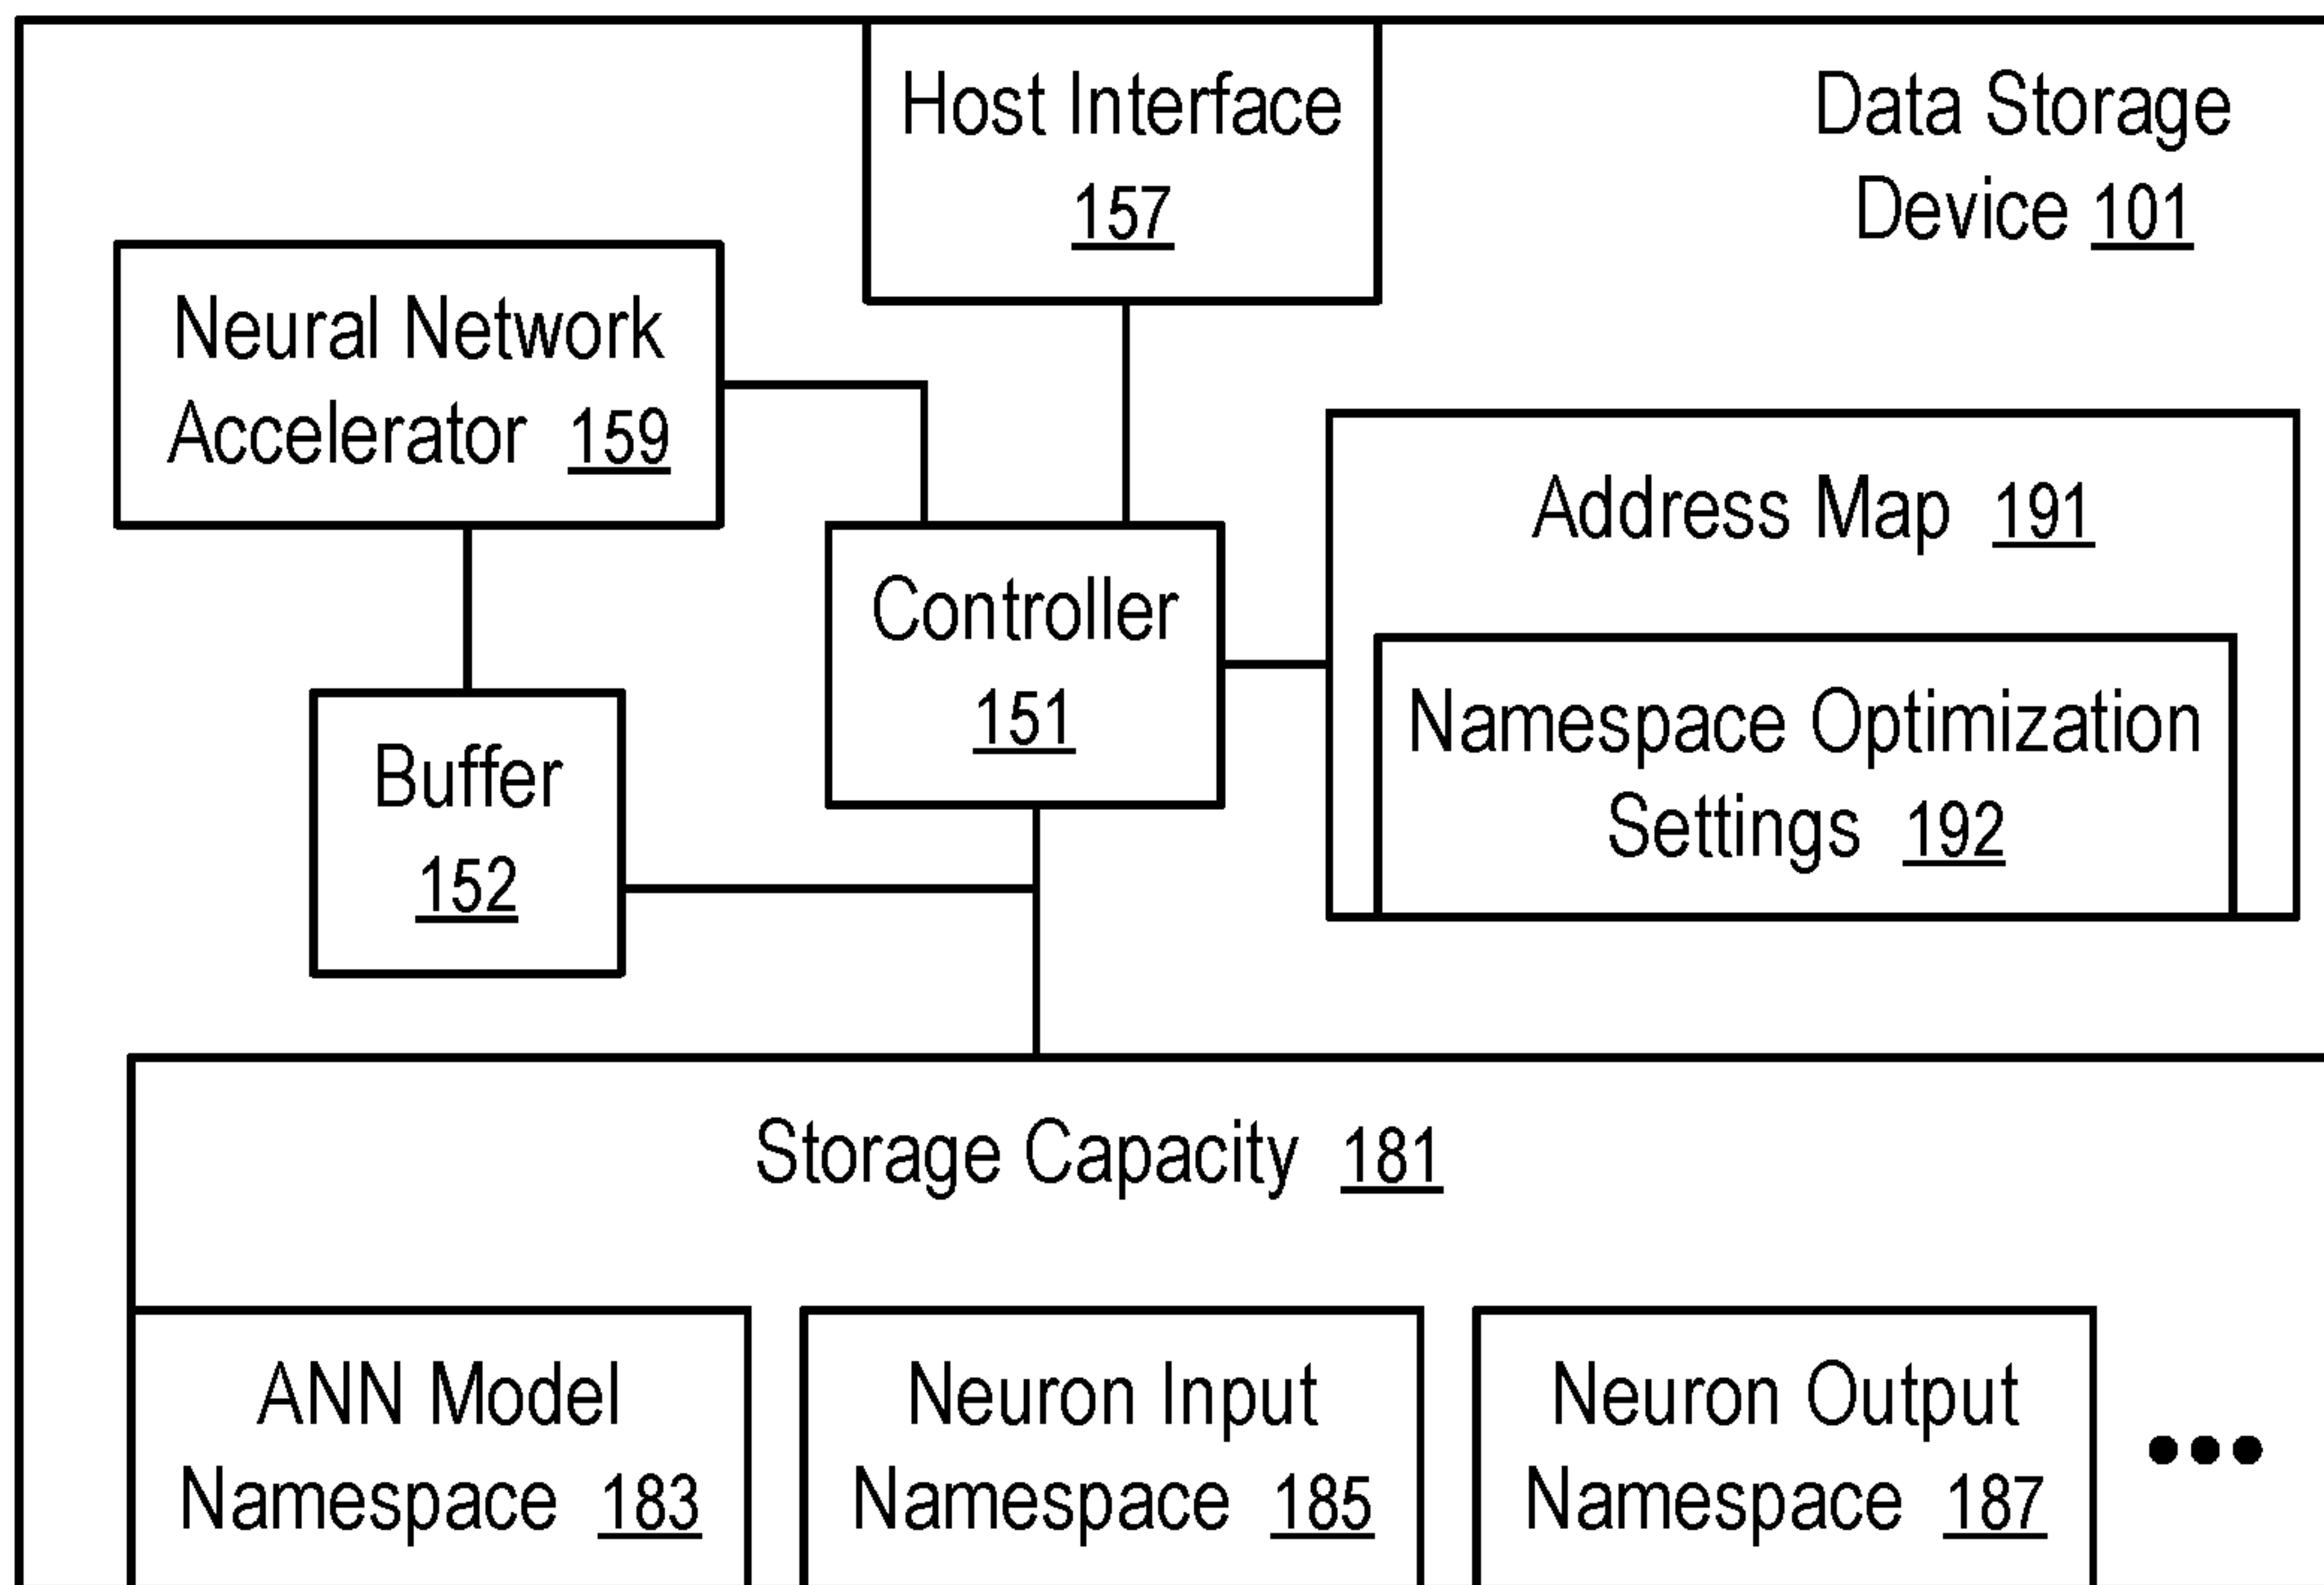 Host Interface
157
Data Storage
Device 101
Neural Network
Accelerator 159
Address Map 191
Controller
151
Namespace Optimization
Settings 192
Buffer
152
Storage Capacity 181
ANN Model
Namespace 183
Neuron Input
Namespace 185
Neuron Output
Namespace 187